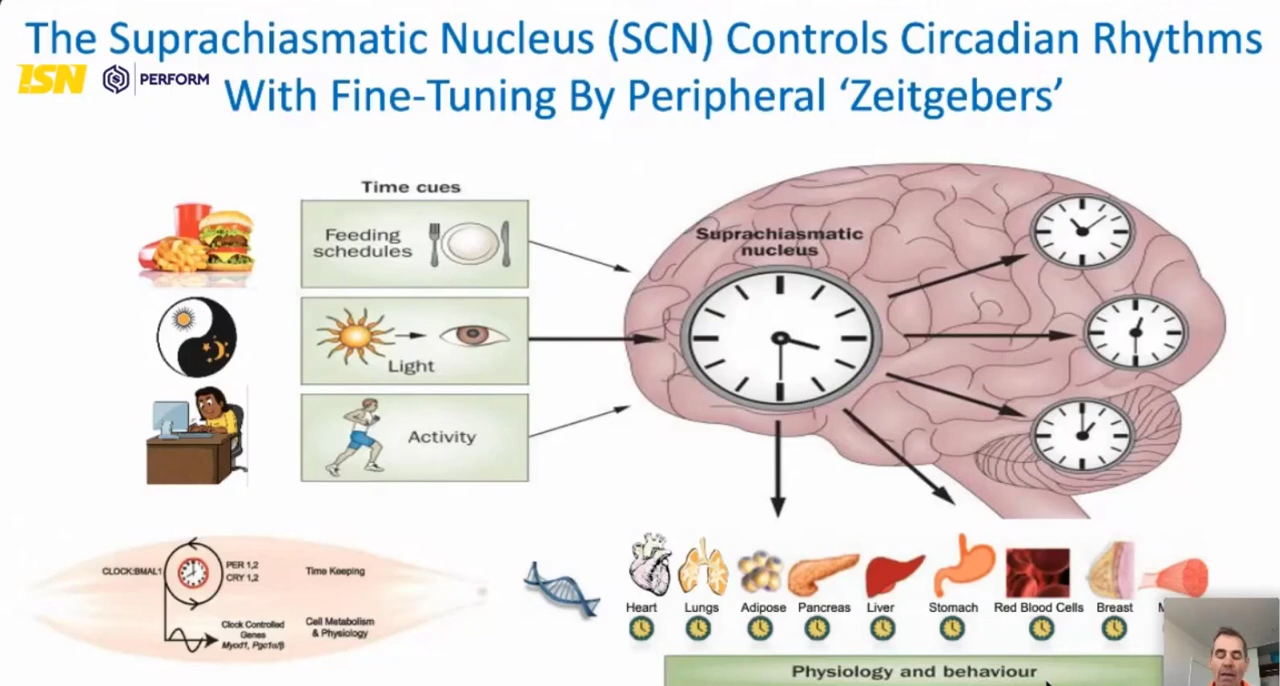 The Suprachiasmatic Nucleus (SCN) Controls Circadian Rhythms
With Fine-Tuning By Peripheral ‘Zeitgebers’
ISN
PERFORM
Time cues
Feeding
schedules
Light
Activity
Suprachiasmatic
nucleus
CLOCK:BMAL1
PER 1,2
CRY 1,2
Time Keeping
Clock Controlled
Genes
Myod1, Pgc1α/β
Cell Metabolism
& Physiology
Heart
Lungs
Adipose
Pancreas
Liver
Stomach
Red Blood Cells
Breast
Physiology and behaviour